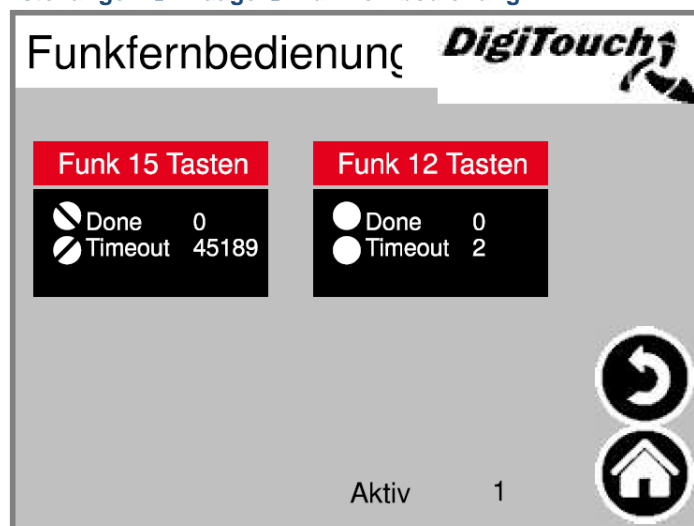 Funkfernbedienung
DigiTouch
Funk 15 Tasten
Done 0
Timeout 45189
Funk 12 Tasten
Done 0
Timeout 2
Aktiv 1